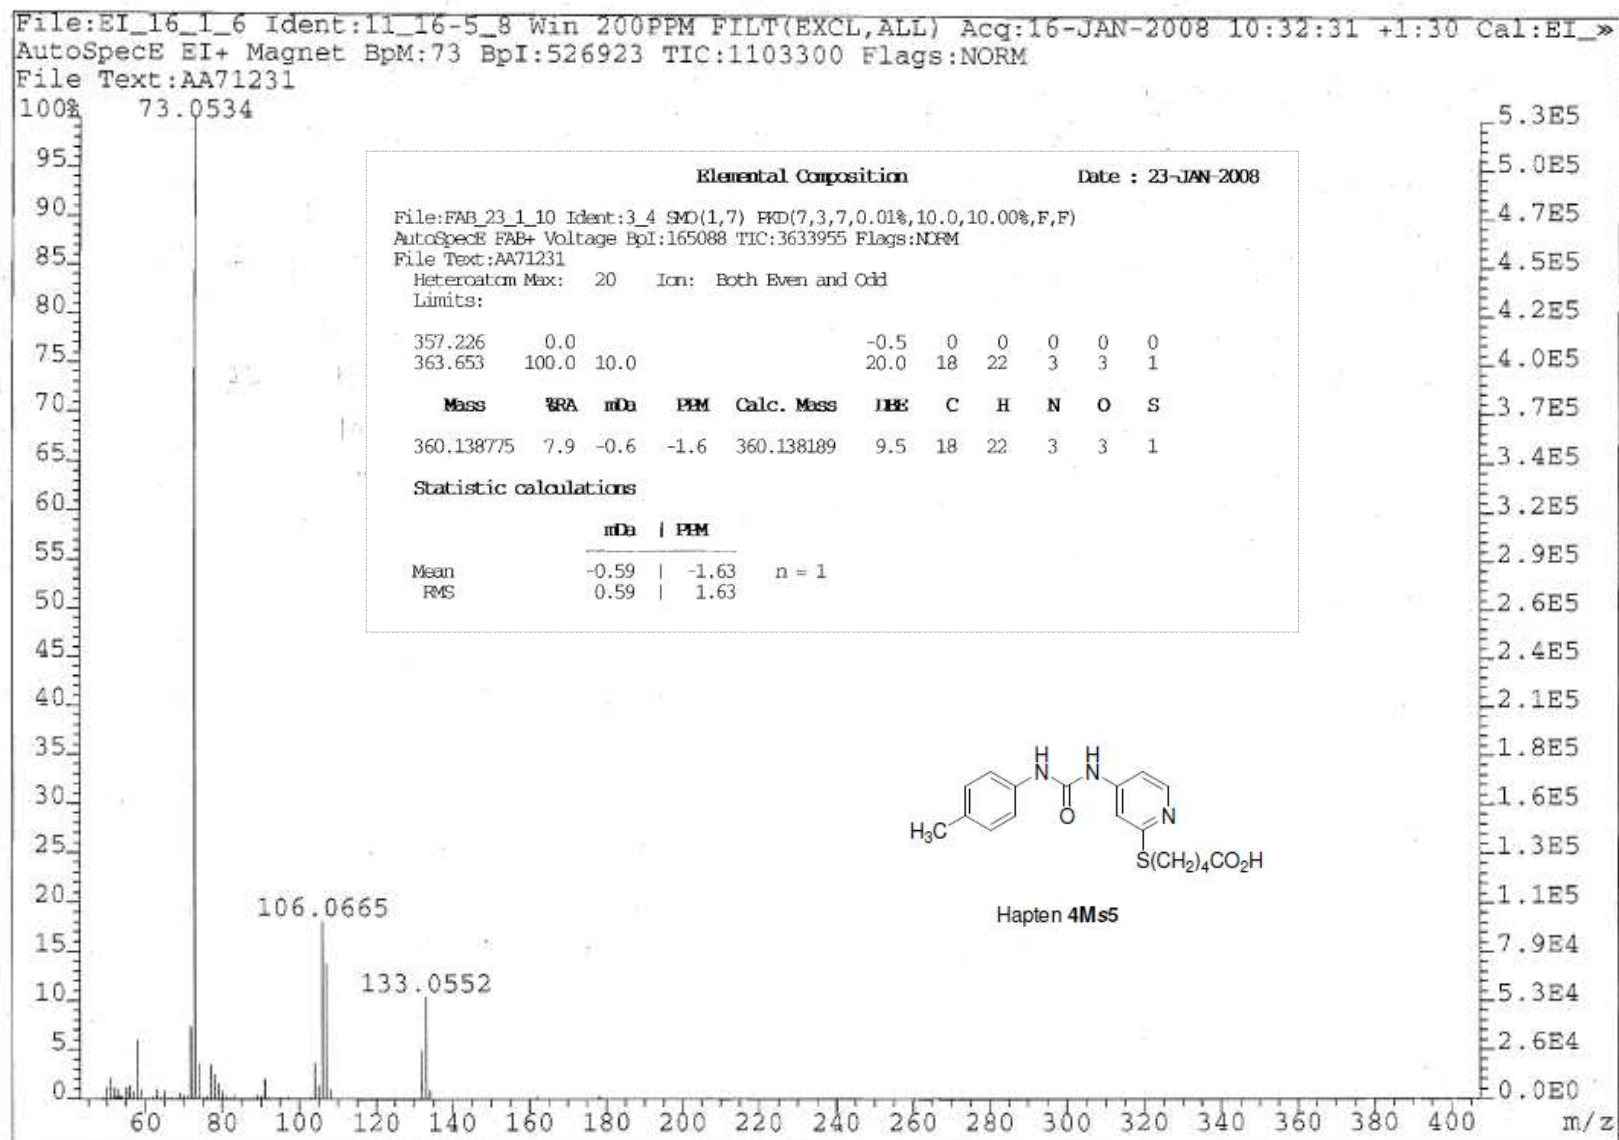 File:EI_16_1_6 Ident:11_16-5_8 Win 200PPM FILT(EXCL,ALL) Acq:16-JAN-2008 10:32:31 +1:30 Cal:EI_»
AutoSpecE EI+ Magnet BpM:73 BpI:526923 TIC:1103300 Flags:NORM
File Text:AA71231
100% 73.0534 5.3E5
95 5.0E5
90 4.7E5
85 4.5E5
80 4.2E5
75 4.0E5
70 3.7E5
65 3.4E5
60 3.2E5
55 2.9E5
50 2.6E5
45 2.4E5
40 2.1E5
35 1.8E5
30 1.6E5
25 1.3E5
20 1.1E5
15 7.9E4
10 5.3E4
5 2.6E4
0 0.0E0
106.0665
133.0552
60 80 100 120 140 160 180 200 220 240 260 280 300 320 340 360 380 400 m/z
Elemental Composition Date : 23-JAN-2008
File:FAB_23_1_10 Ident:3_4 SMO(1,7) PKD(7,3,7,0.01%,10.0,10.00%,F,F)
AutoSpecE FAB+ Voltage BpI:165088 TIC:3633955 Flags:NORM
File Text:AA71231
Heteroatom Max: 20 Ion: Both Even and Odd
Limits:
357.226 0.0 -0.5 0 0 0 0 0
363.653 100.0 10.0 20.0 18 22 3 3 1
Mass %RA mDa PPM Calc. Mass DBE C H N O S
360.138775 7.9 -0.6 -1.6 360.138189 9.5 18 22 3 3 1
Statistic calculations
mDa | PPM
Mean -0.59 | -1.63 n = 1
RMS 0.59 | 1.63
H H
N N
O N
H₃C
S(CH₂)₄CO₂H
Hapten 4Ms5